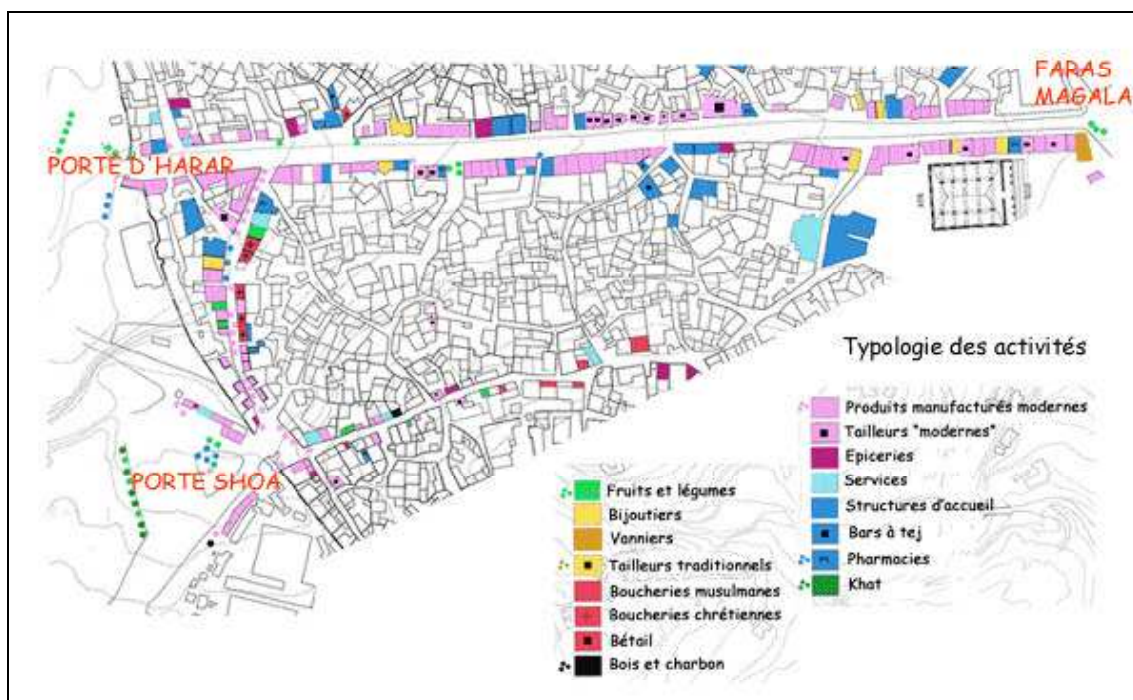 FARAS
MAGALA
PORTE D'HARAR
PORTE SHOA
Typologie des activités
Fruits et légumes
Bijoutiers
Vanniers
Tailleurs traditionnels
Boucheries musulmanes
Boucheries chrétiennes
Bétail
Bois et charbon
Produits manufacturés modernes
Tailleurs "modernes"
Epiceries
Services
Structures d'accueil
Bars à tej
Pharmacies
Khat